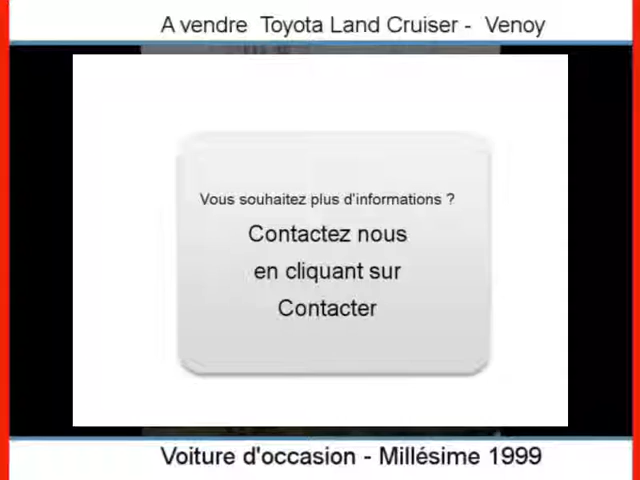 A vendre Toyota Land Cruiser - Venoy
Vous souhaitez plus d'informations ?
Contactez nous
en cliquant sur
Contacter
Voiture d'occasion - Millésime 1999